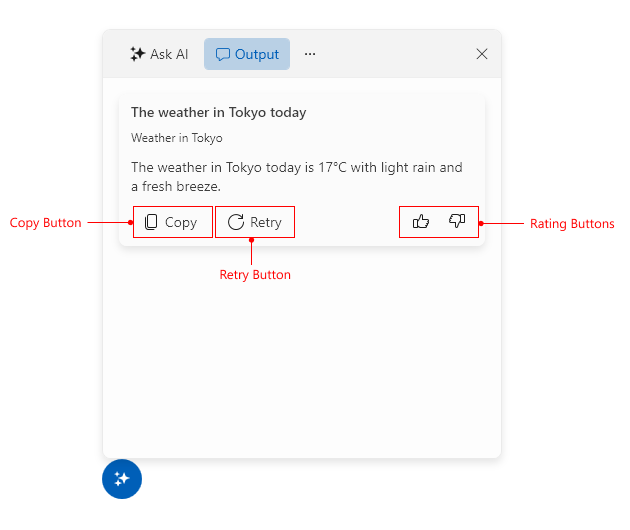 Ask AI
Output
...
The weather in Tokyo today
Weather in Tokyo
The weather in Tokyo today is 17°C with light rain and
a fresh breeze.
Copy Button
Copy
Retry
Rating Buttons
Retry Button